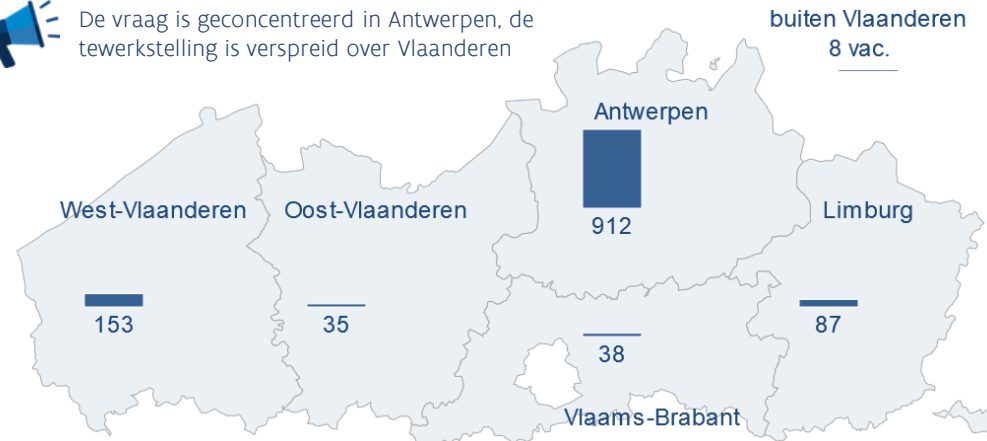 De vraag is geconcentreerd in Antwerpen, de
tewerkstelling is verspreid over Vlaanderen
buiten Vlaanderen
8 vac.
Antwerpen
912
West-Vlaanderen
153
Oost-Vlaanderen
35
Limburg
87
38
Vlaams-Brabant